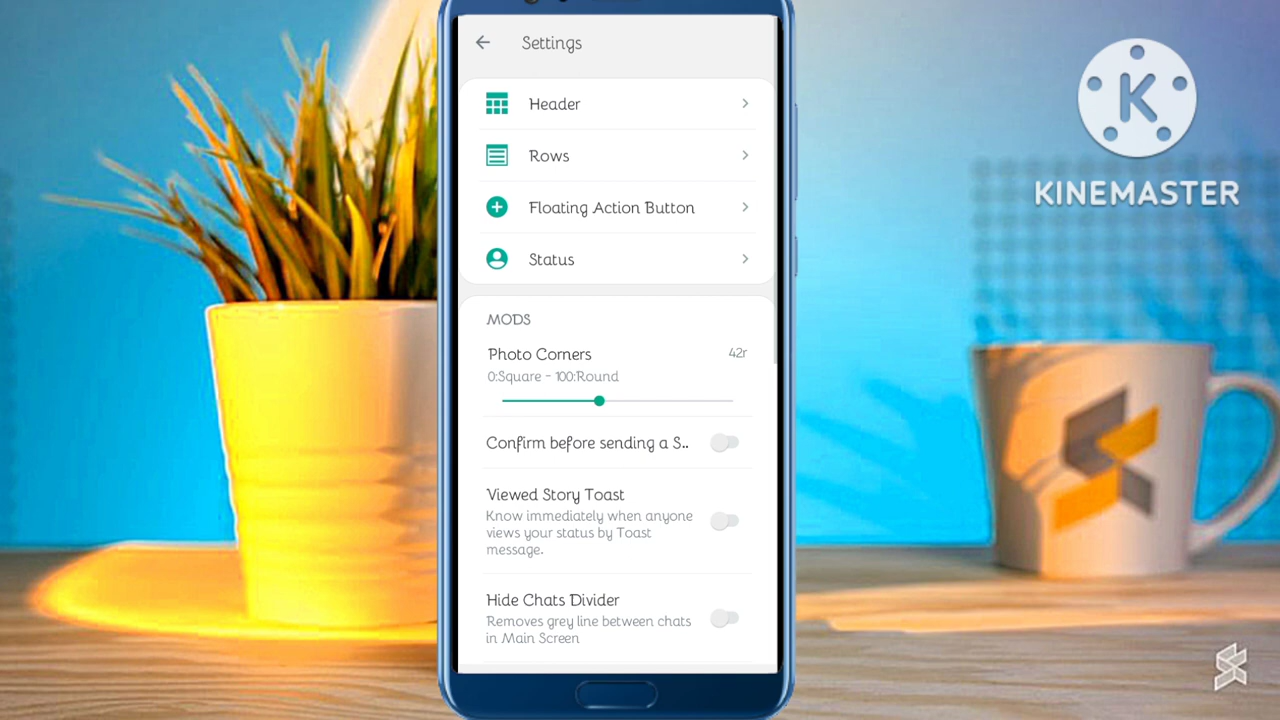 Settings
Header
Rows
Floating Action Button
Status
MODS
Photo Corners
42r
0:Square - 100:Round
Confirm before sending a S..
Viewed Story Toast
Know immediately when anyone
views your status by Toast
message.
Hide Chats Divider
Removes grey line between chats
in Main Screen
K
KINEMASTER